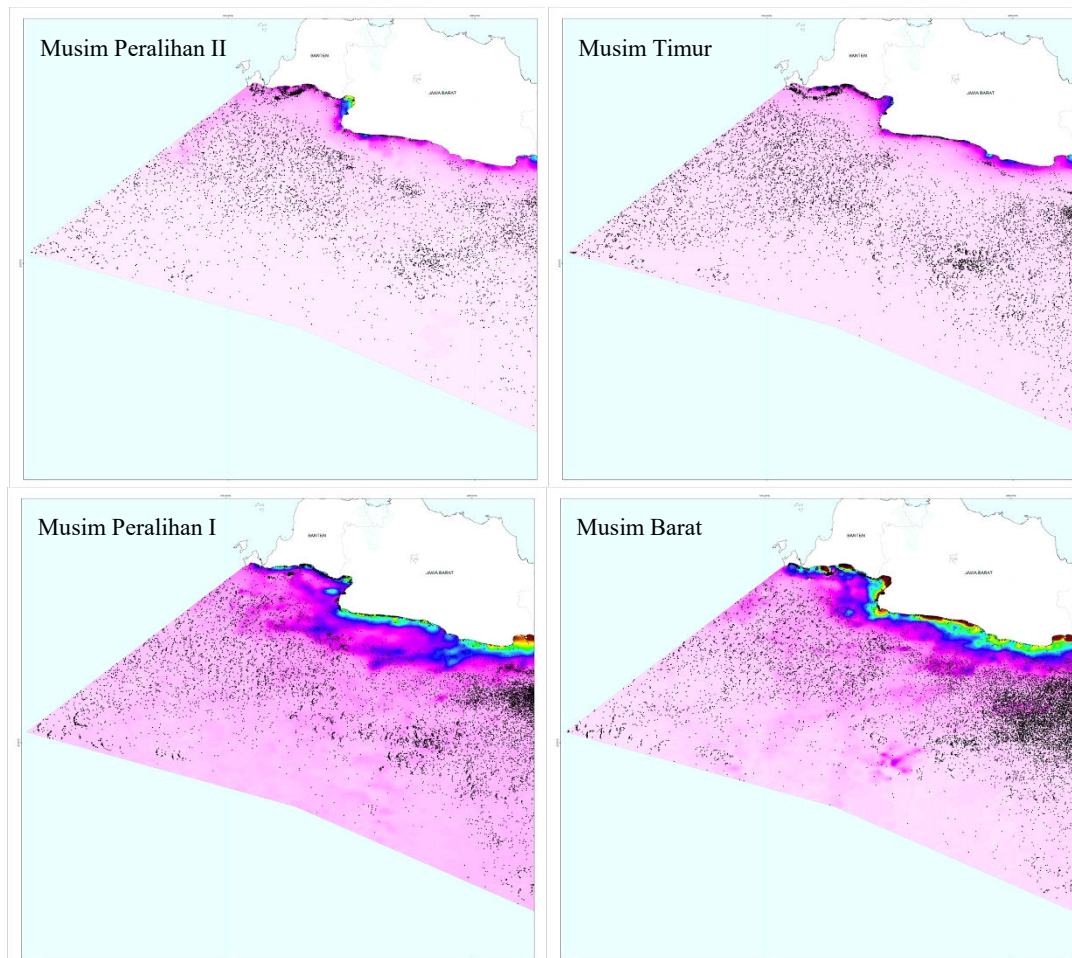 Musim Peralihan II
BANTEN
JAWA BARAT
Musim Timur
BANTEN
JAWA BARAT
Musim Peralihan I
BANTEN
JAWA BARAT
Musim Barat
BANTEN
JAWA BARAT